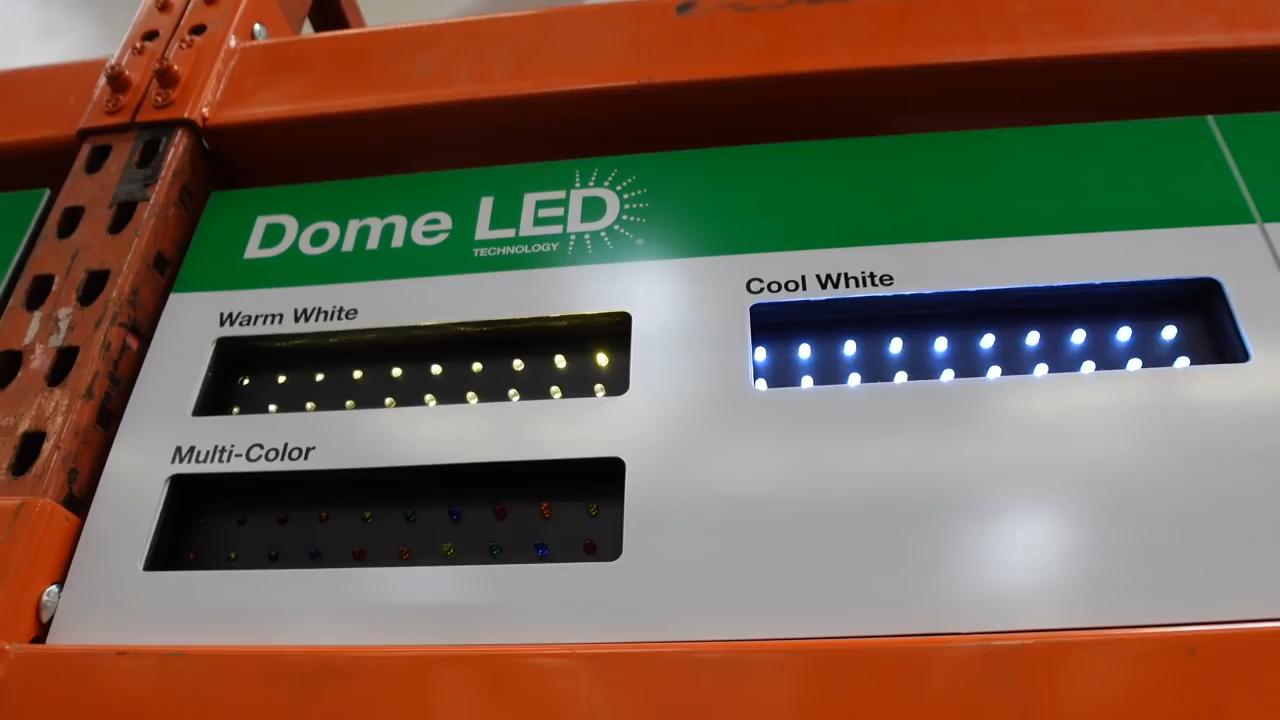 Dome LED
TECHNOLOGY
Warm White
Cool White
Multi-Color